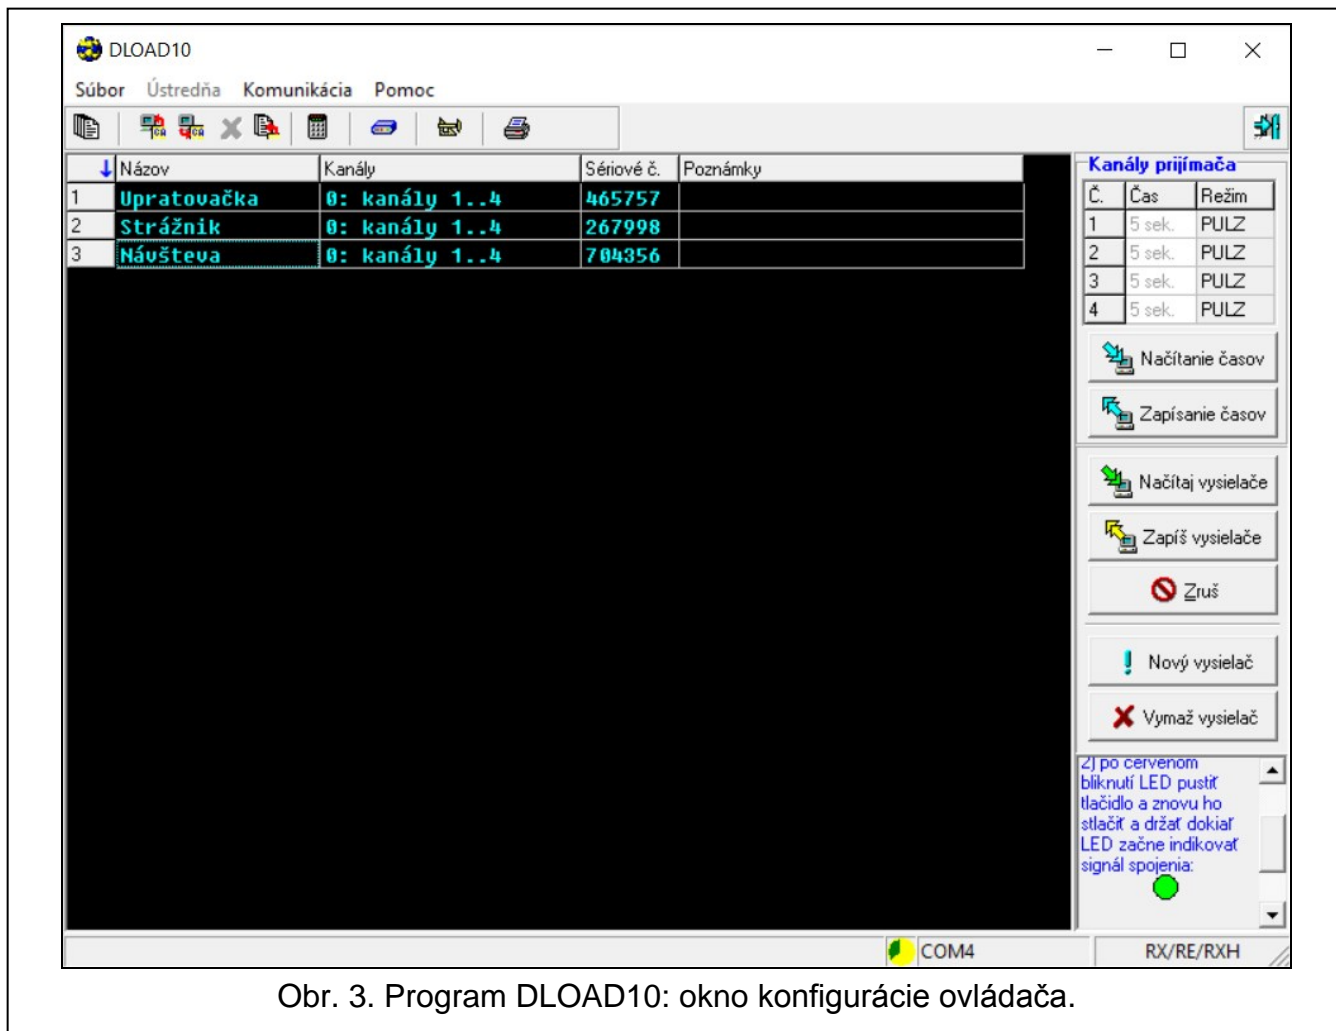 DLOAD10
Súbor Ústredňa Komunikácia Pomoc
Názov Kanály Sériové č. Poznámky
1 Upratovačka 0: kanály 1..4 465757
2 Strážnik 0: kanály 1..4 267998
3 Návšteva 0: kanály 1..4 704356
Kanály prijímača
Č. Čas Režim
1 5 sek. PULZ
2 5 sek. PULZ
3 5 sek. PULZ
4 5 sek. PULZ
Načítanie časov
Zapísanie časov
Načítaj vysielače
Zapíš vysielače
Zruš
Nový vysielač
Vymaž vysielač
2) po červenom
bliknutí LED pustiť
tlačidlo a znovu ho
stlačiť a držať dokiaľ
LED začne indikovať
signál spojenia:
COM4 RX/RE/RXH
Obr. 3. Program DLOAD10: okno konfigurácie ovládača.